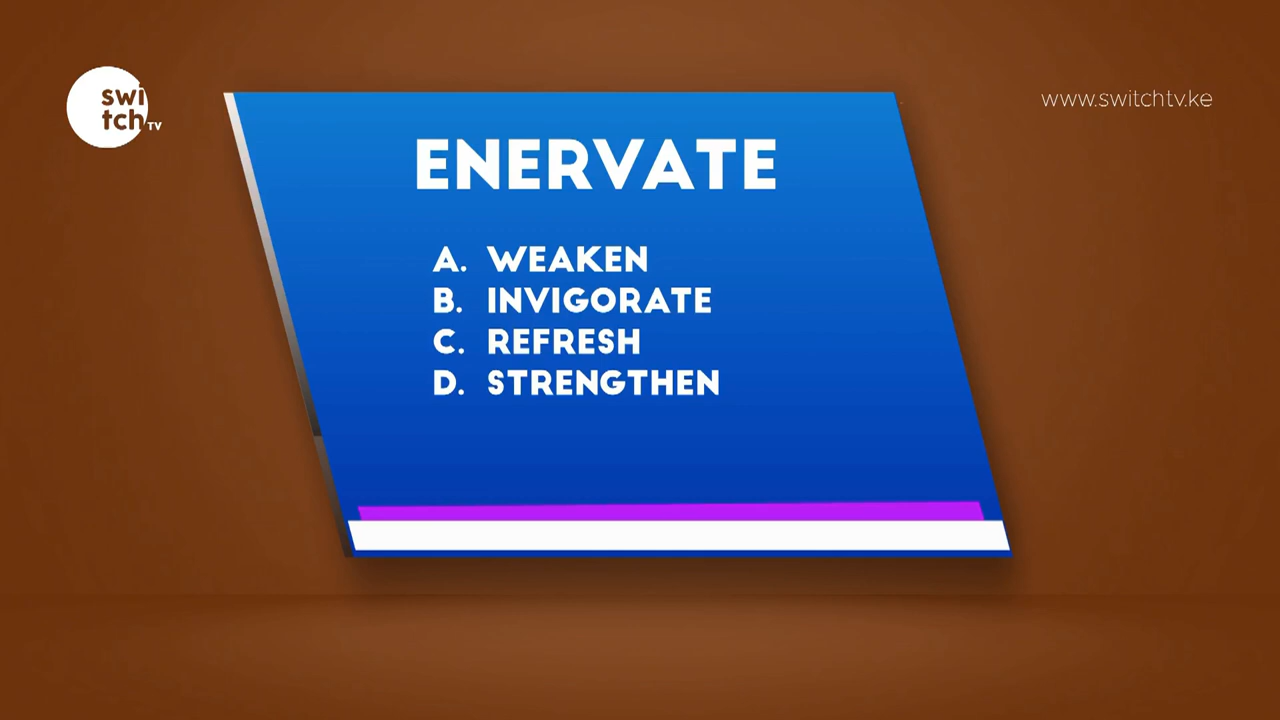 swi
tch TV
www.switchtv.ke
ENERVATE
A. WEAKEN
B. INVIGORATE
C. REFRESH
D. STRENGTHEN